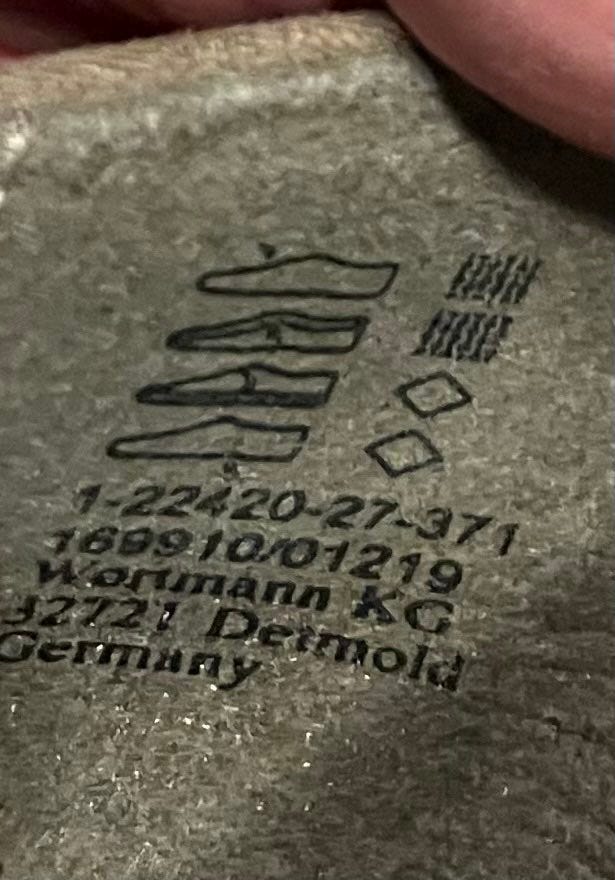 1-22420-27-371
169910/01219
Wortmann KG
32721 Detmold
Germany